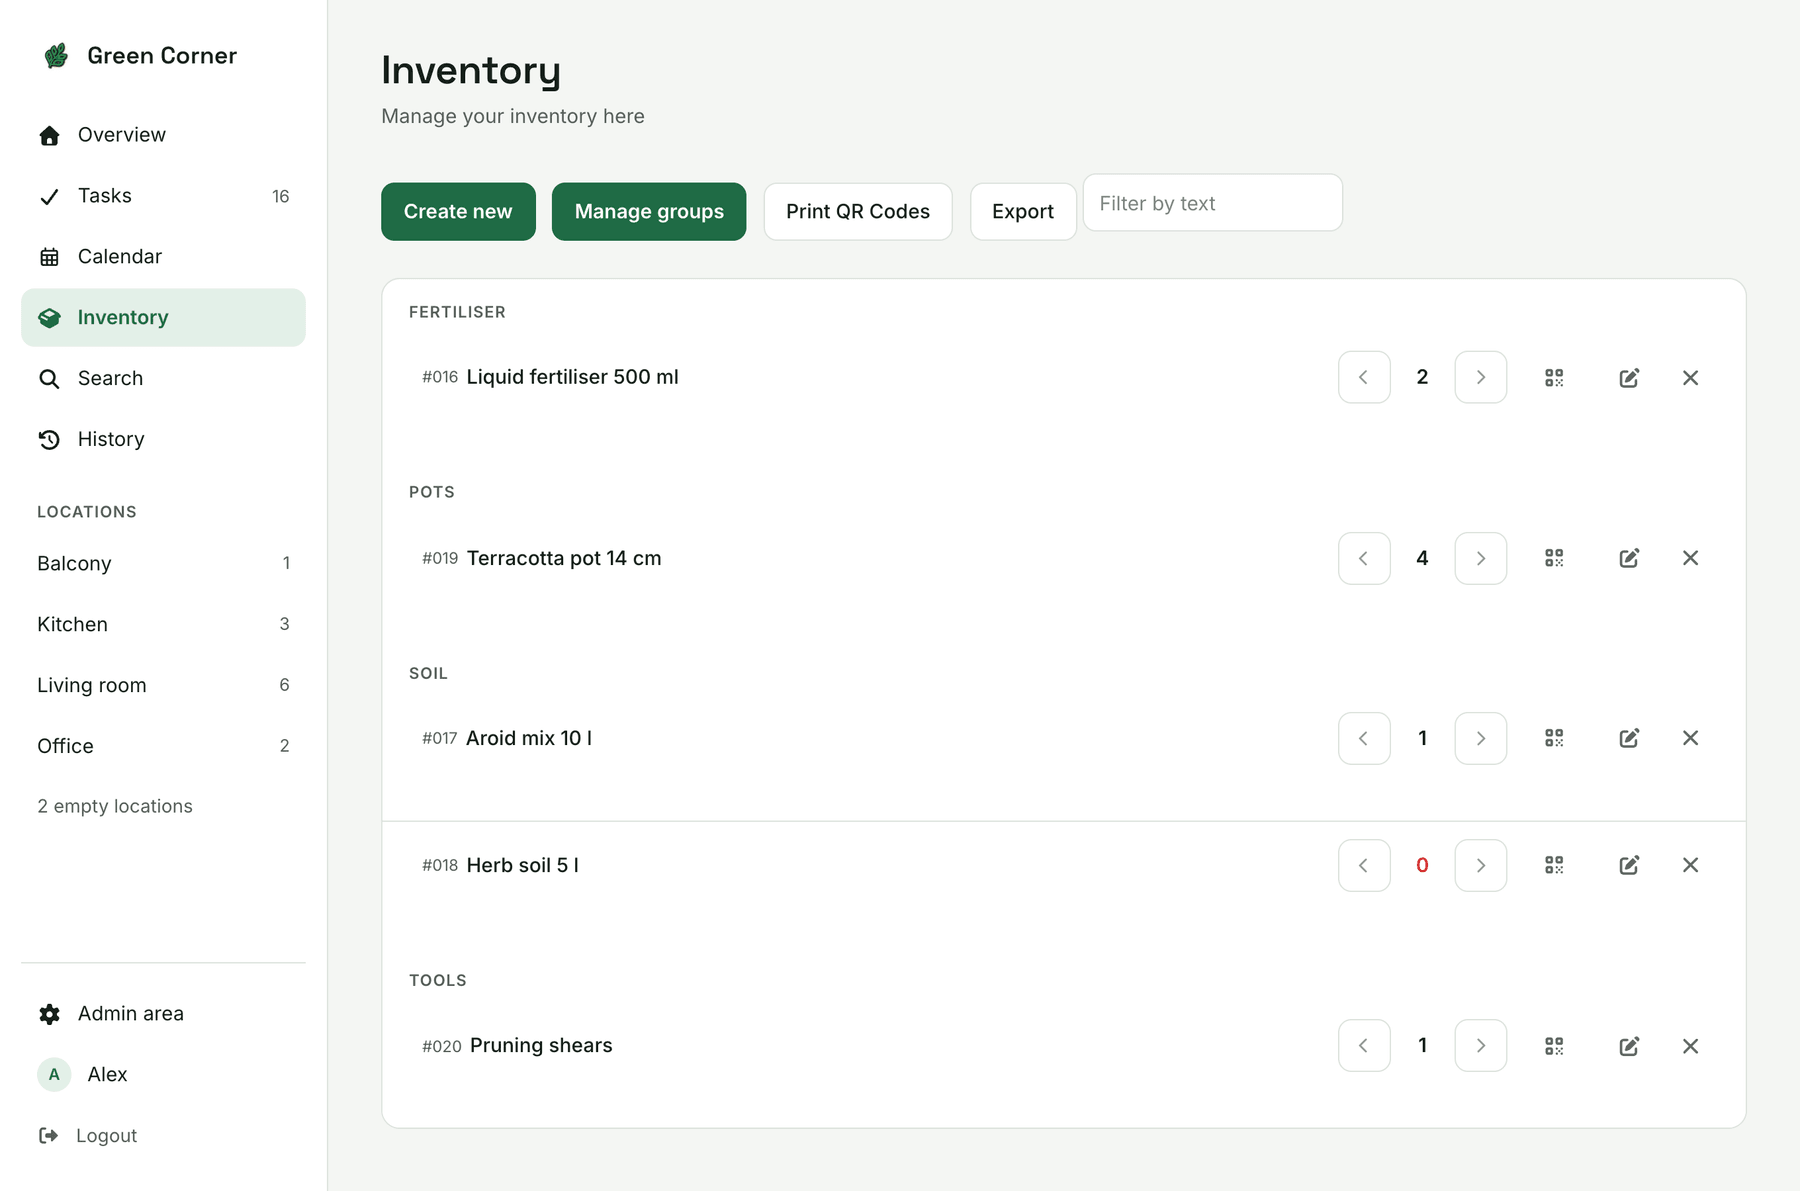 Green Corner
Overview
Tasks 16
Calendar
Inventory
Search
History
LOCATIONS
Balcony 1
Kitchen 3
Living room 6
Office 2
2 empty locations
Admin area
A Alex
Logout
Inventory
Manage your inventory here
Create new Manage groups Print QR Codes Export Filter by text
FERTILISER
#016 Liquid fertiliser 500 ml 2
POTS
#019 Terracotta pot 14 cm 4
SOIL
#017 Aroid mix 10 l 1
#018 Herb soil 5 l 0
TOOLS
#020 Pruning shears 1